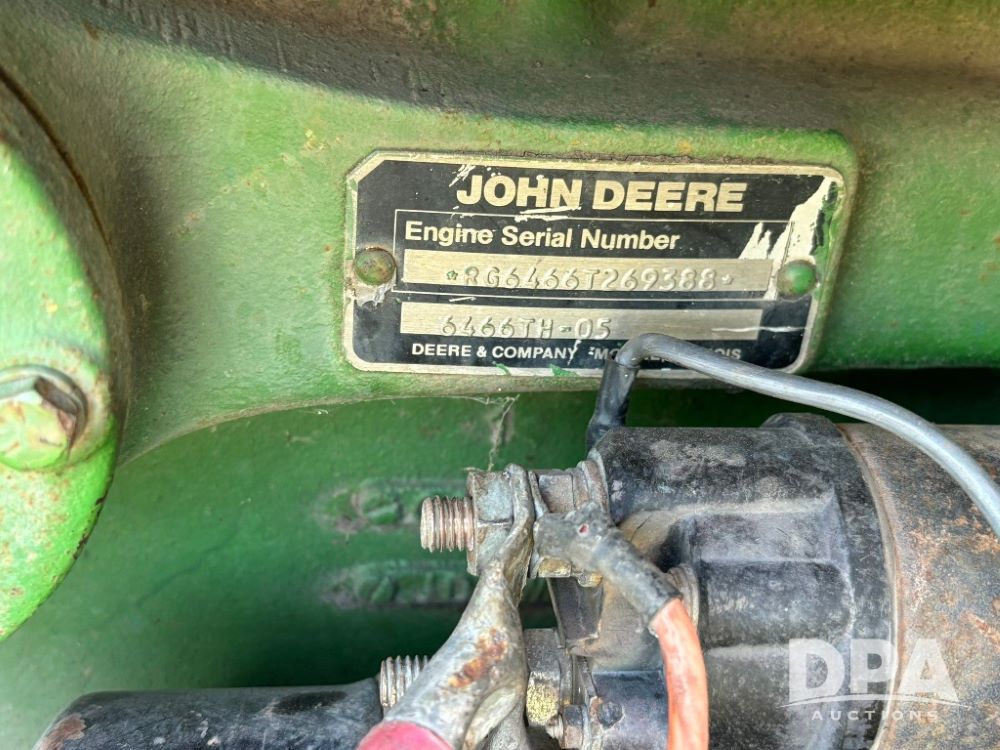 JOHN DEERE
Engine Serial Number
*RG6466T269388*
6466TH-05
DEERE & COMPANY
DPA
AUCTIONS